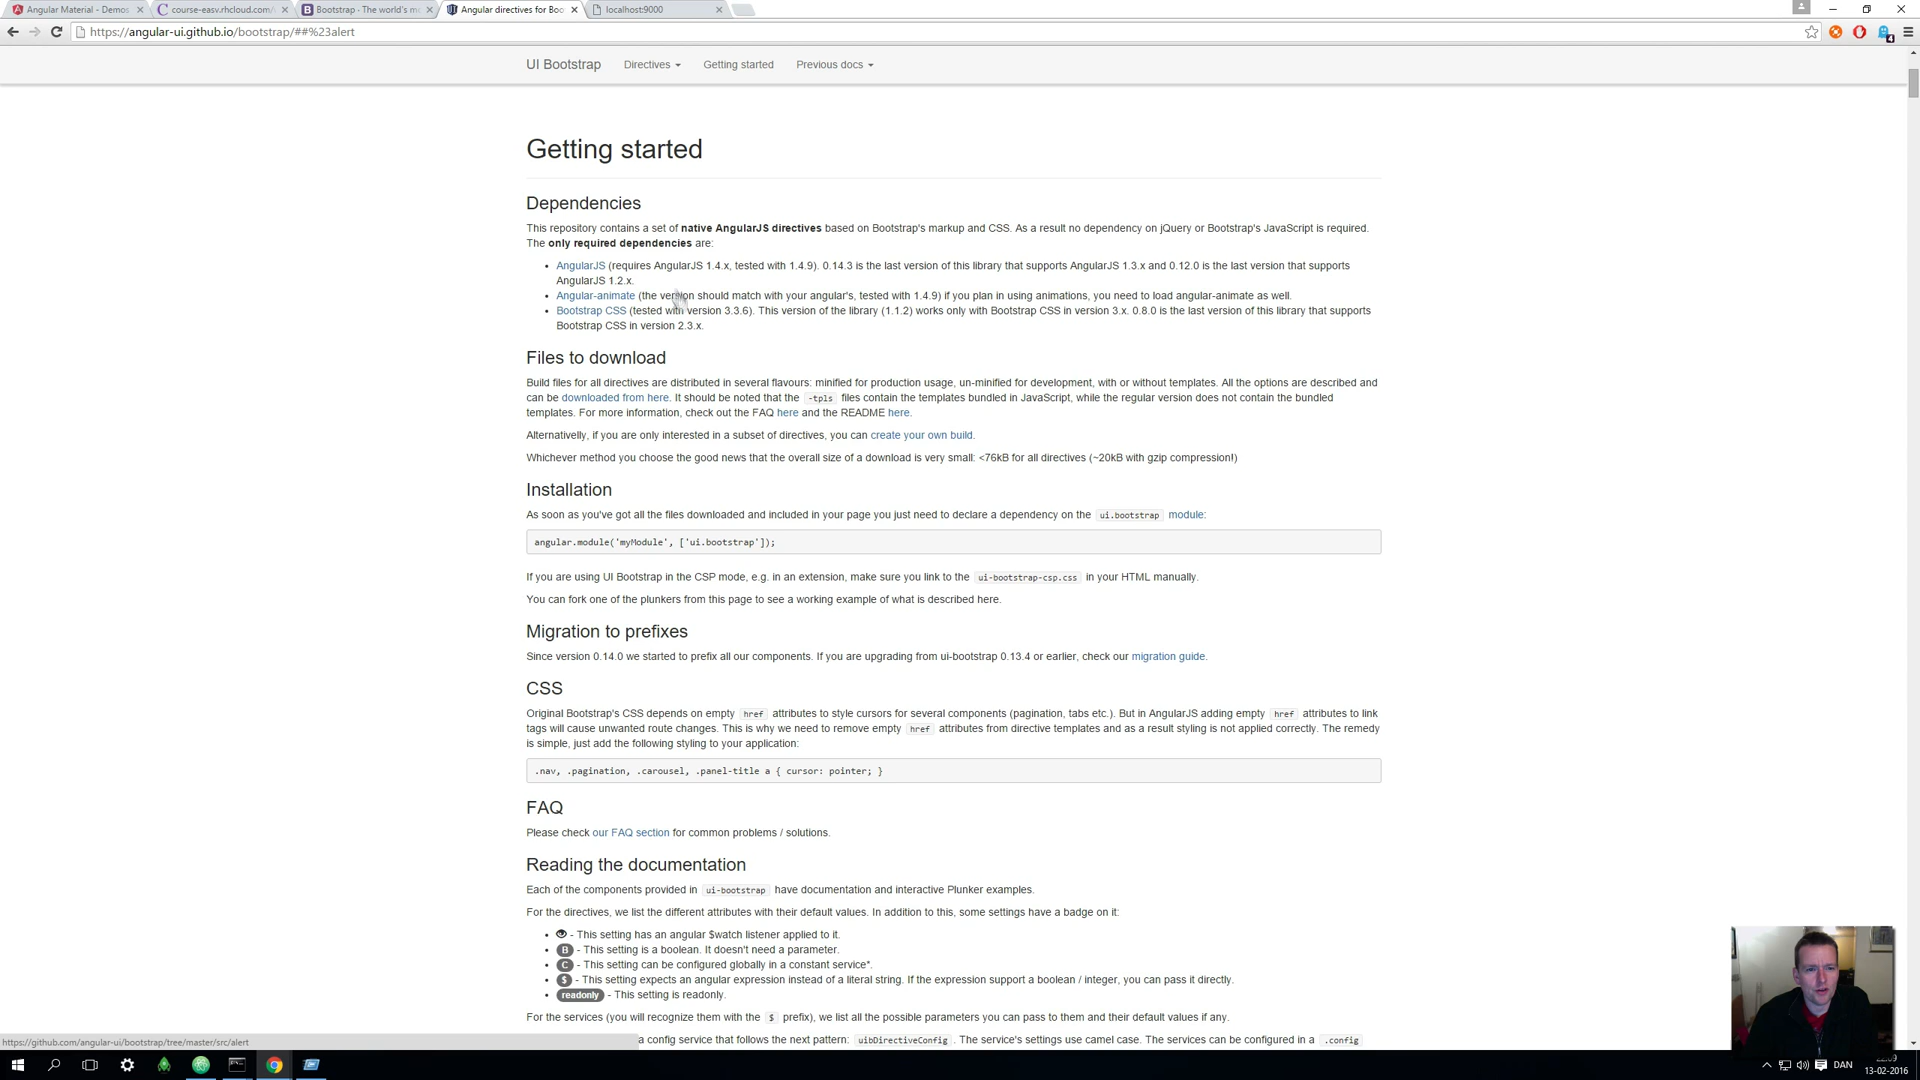 Angular Material - Demos
course-easv.rhcloud.com/
Bootstrap · The world's m
Angular directives for Boo
localhost:9000
https://angular-ui.github.io/bootstrap/##%23alert
4
UI Bootstrap Directives Getting started Previous docs
Getting started
Dependencies
This repository contains a set of native AngularJS directives based on Bootstrap's markup and CSS. As a result no dependency on jQuery or Bootstrap's JavaScript is required.
The only required dependencies are:
• AngularJS (requires AngularJS 1.4.x, tested with 1.4.9). 0.14.3 is the last version of this library that supports AngularJS 1.3.x and 0.12.0 is the last version that supports
AngularJS 1.2.x.
• Angular-animate (the version should match with your angular's, tested with 1.4.9) if you plan in using animations, you need to load angular-animate as well.
• Bootstrap CSS (tested with version 3.3.6). This version of the library (1.1.2) works only with Bootstrap CSS in version 3.x. 0.8.0 is the last version of this library that supports
Bootstrap CSS in version 2.3.x.
Files to download
Build files for all directives are distributed in several flavours: minified for production usage, un-minified for development, with or without templates. All the options are described and
can be downloaded from here. It should be noted that the -tpls files contain the templates bundled in JavaScript, while the regular version does not contain the bundled
templates. For more information, check out the FAQ here and the README here.
Alternativelly, if you are only interested in a subset of directives, you can create your own build.
Whichever method you choose the good news that the overall size of a download is very small: <76kB for all directives (~20kB with gzip compression!)
Installation
As soon as you've got all the files downloaded and included in your page you just need to declare a dependency on the ui.bootstrap module:
angular.module('myModule', ['ui.bootstrap']);
If you are using UI Bootstrap in the CSP mode, e.g. in an extension, make sure you link to the ui-bootstrap-csp.css in your HTML manually.
You can fork one of the plunkers from this page to see a working example of what is described here.
Migration to prefixes
Since version 0.14.0 we started to prefix all our components. If you are upgrading from ui-bootstrap 0.13.4 or earlier, check our migration guide.
CSS
Original Bootstrap's CSS depends on empty href attributes to style cursors for several components (pagination, tabs etc.). But in AngularJS adding empty href attributes to link
tags will cause unwanted route changes. This is why we need to remove empty href attributes from directive templates and as a result styling is not applied correctly. The remedy
is simple, just add the following styling to your application:
.nav, .pagination, .carousel, .panel-title a { cursor: pointer; }
FAQ
Please check our FAQ section for common problems / solutions.
Reading the documentation
Each of the components provided in ui-bootstrap have documentation and interactive Plunker examples.
For the directives, we list the different attributes with their default values. In addition to this, some settings have a badge on it:
• - This setting has an angular $watch listener applied to it.
• B - This setting is a boolean. It doesn't need a parameter.
• C - This setting can be configured globally in a constant service*.
• $ - This setting expects an angular expression instead of a literal string. If the expression support a boolean / integer, you can pass it directly.
• readonly - This setting is readonly.
For the services (you will recognize them with the $ prefix), we list all the possible parameters you can pass to them and their default values if any.
a config service that follows the next pattern: uibDirectiveConfig. The service's settings use camel case. The services can be configured in a .config
https://github.com/angular-ui/bootstrap/tree/master/src/alert
DAN
13-02-2016